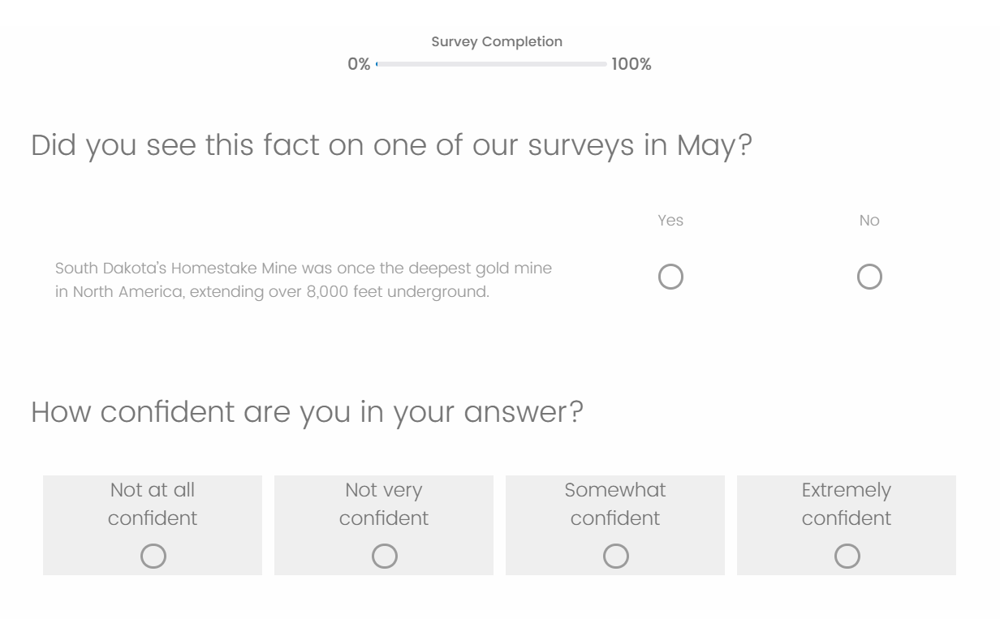 Survey Completion
0% 100%
Did you see this fact on one of our surveys in May?
Yes No
South Dakota’s Homestake Mine was once the deepest gold mine
in North America, extending over 8,000 feet underground.
How confident are you in your answer?
Not at all
confident
Not very
confident
Somewhat
confident
Extremely
confident